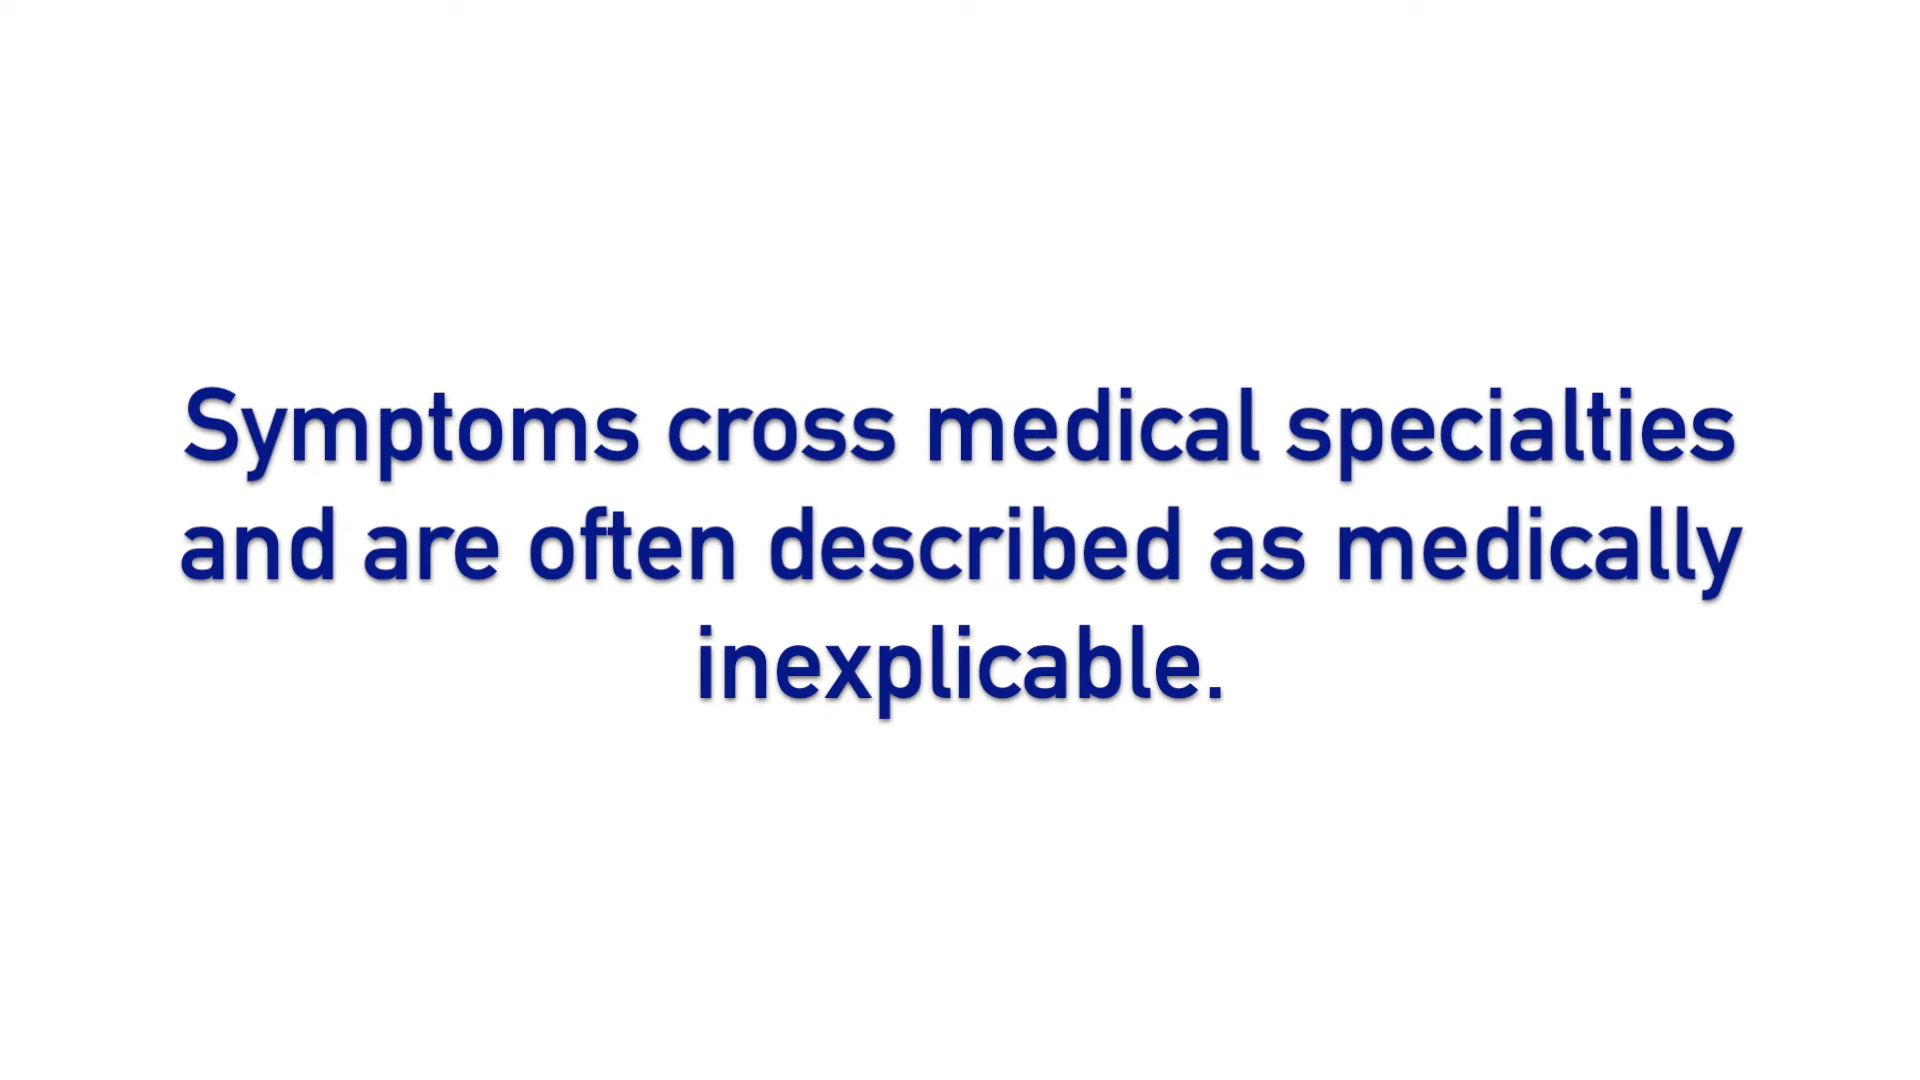 Symptoms cross medical specialties
and are often described as medically
inexplicable.